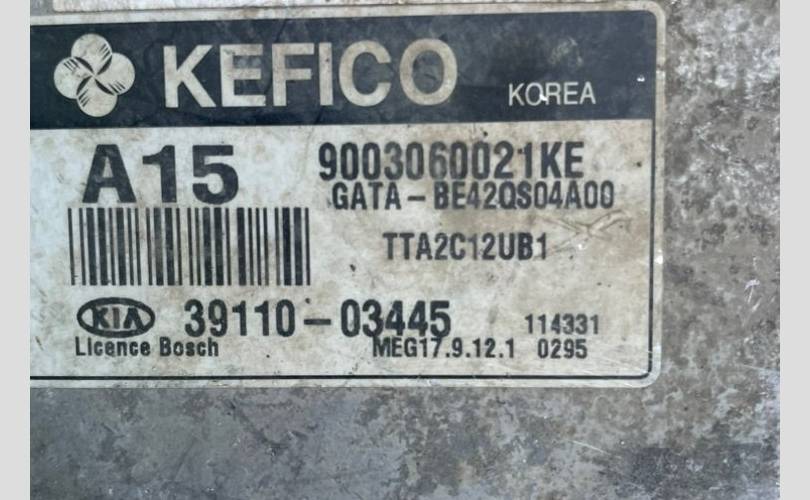 KEFICO KOREA
A15 9003060021KE
GATA-BE42QS04A00
TTA2C12UB1
KIA 39110-03445 114331
Licence Bosch MEG17.9.12.1 0295